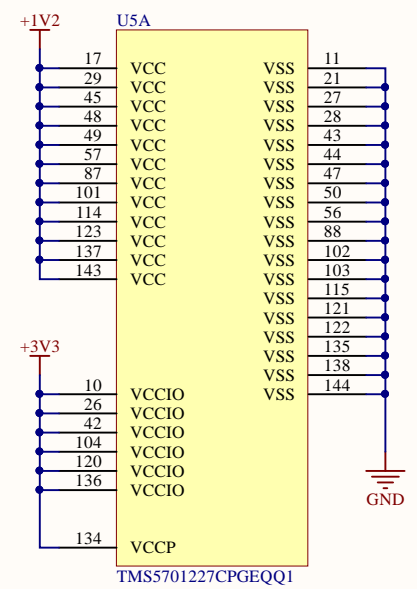 +1V2
U5A
17 VCC VSS 11
29 VCC VSS 21
45 VCC VSS 27
48 VCC VSS 28
49 VCC VSS 43
57 VCC VSS 44
87 VCC VSS 47
101 VCC VSS 50
114 VCC VSS 56
123 VCC VSS 88
137 VCC VSS 102
143 VCC VSS 103
VSS 115
VSS 121
VSS 122
+3V3
VSS 135
VSS 138
10 VCCIO VSS 144
26 VCCIO
42 VCCIO
104 VCCIO
120 VCCIO
136 VCCIO
GND
134 VCCP
TMS5701227CPGEQQ1